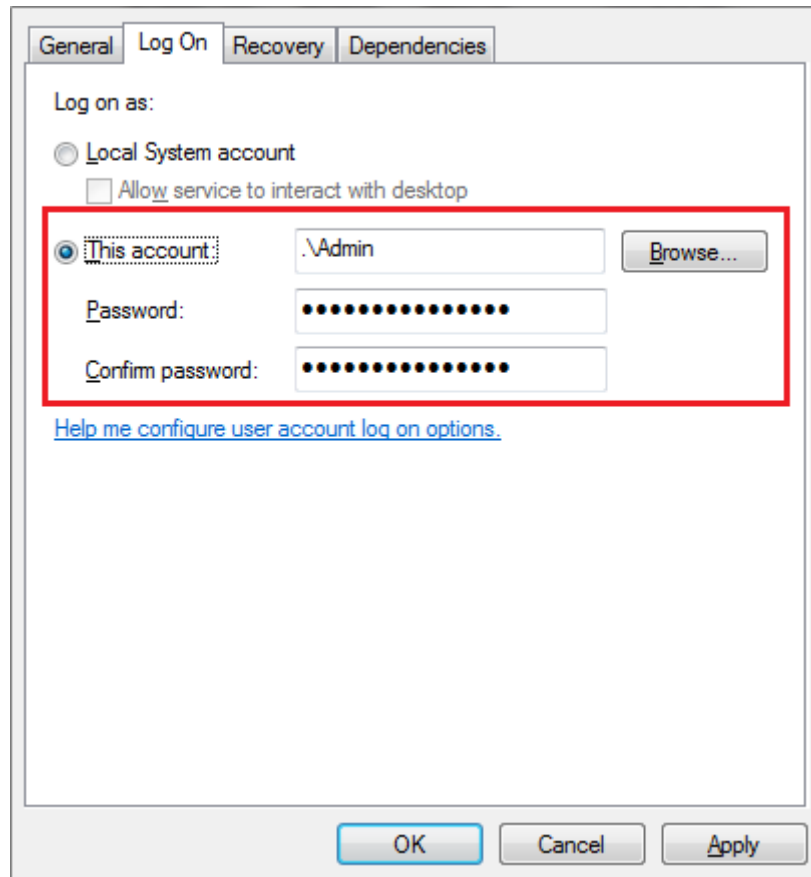 General Log On Recovery Dependencies
Log on as:
Local System account
Allow service to interact with desktop
This account: .\Admin Browse...
Password: •••••••••••••••
Confirm password: •••••••••••••••
Help me configure user account log on options.
OK Cancel Apply